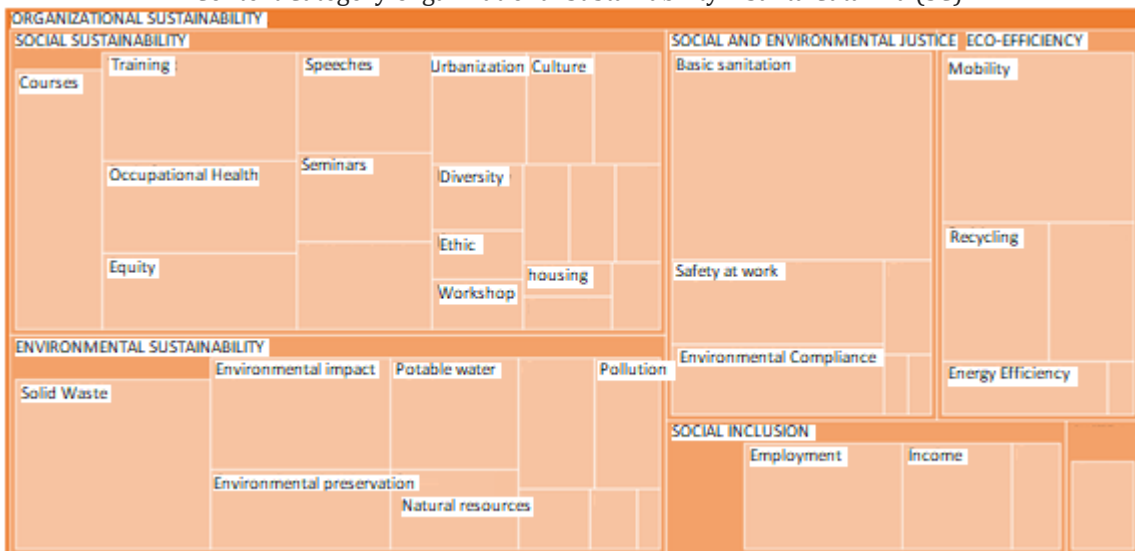 ORGANIZATIONAL SUSTAINABILITY
SOCIAL SUSTAINABILITY
Courses
Training :
Speeches
Urbanization
Culture
Occupational Health
Seminars
Diversity
Equity
Ethic
Workshop
housing
SOCIAL AND ENVIRONMENTAL JUSTICE
Basic sanitation
Safety at work
Environmental Compliance
ECO-EFFICIENCY
Mobility
Recycling
Energy Efficiency
ENVIRONMENTAL SUSTAINABILITY
Solid Waste
Environmental impact
Potable water
Pollution
Environmental preservation
Natural resources
SOCIAL INCLUSION
Employment
Income